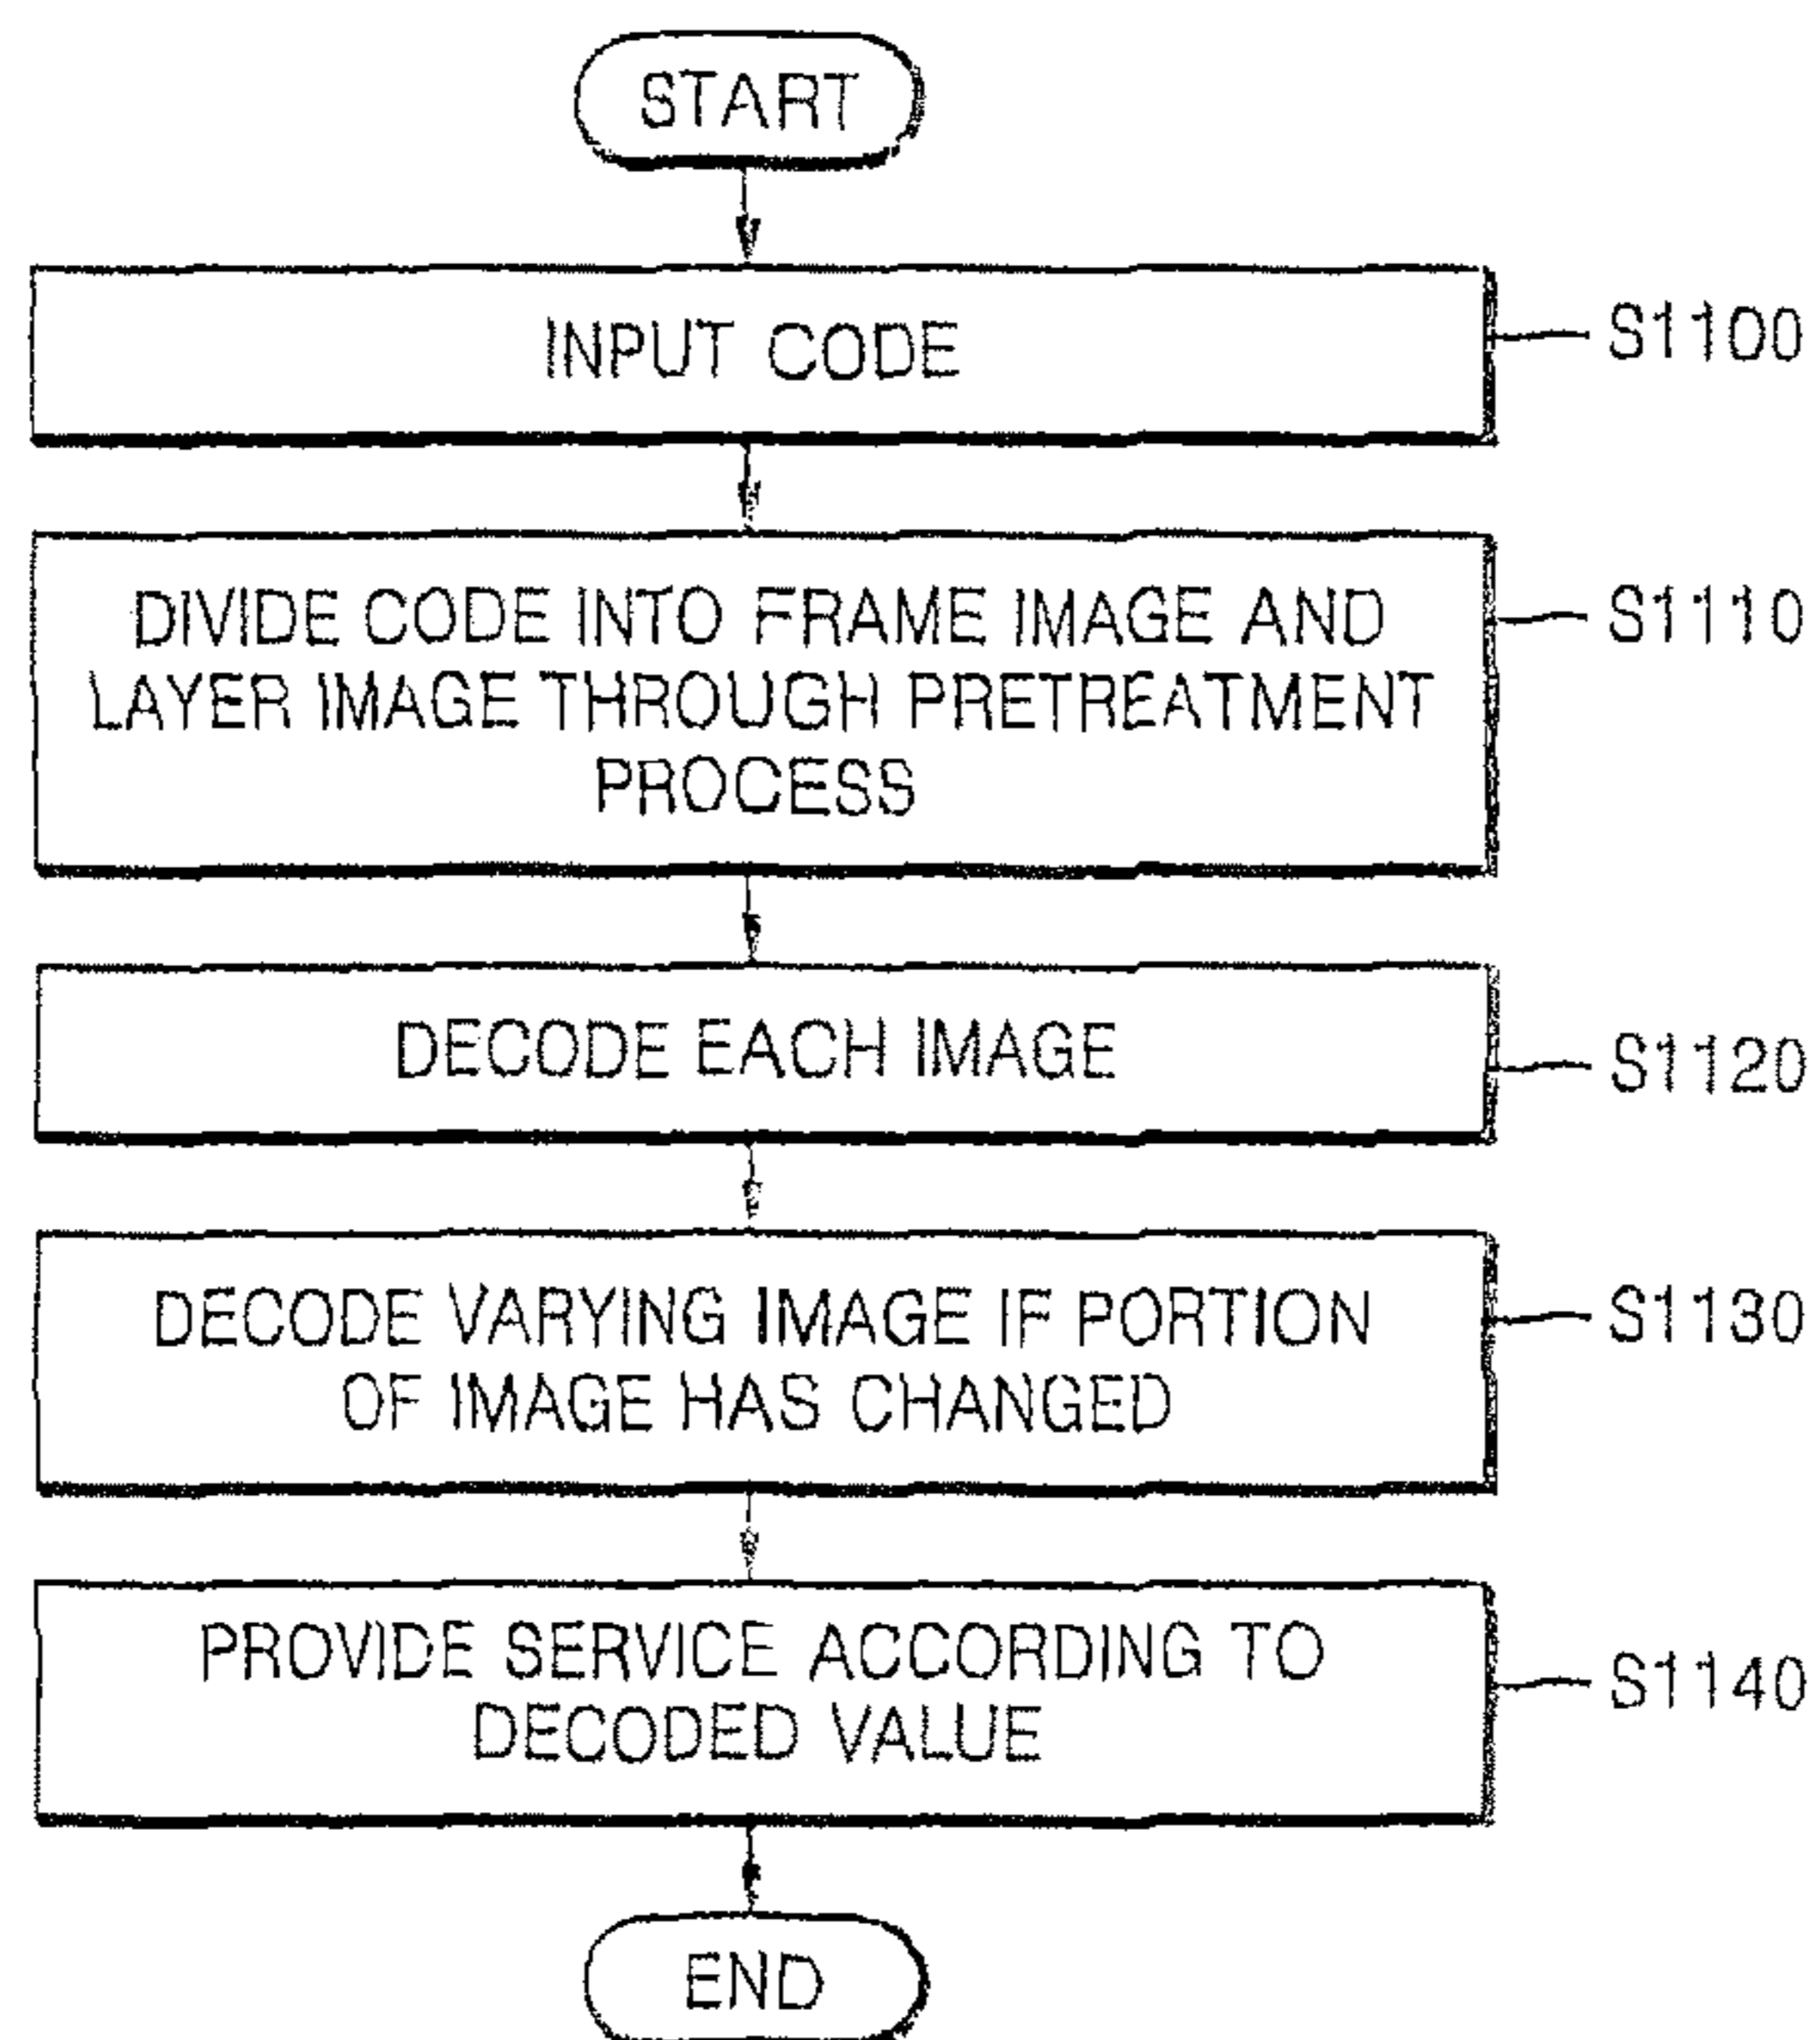 START
INPUT CODE
S1100
DIVIDE CODE INTO FRAME IMAGE AND
LAYER IMAGE THROUGH PRETREATMENT
PROCESS
S1110
DECODE EACH IMAGE
S1120
DECODE VARYING IMAGE IF PORTION
OF IMAGE HAS CHANGED
S1130
PROVIDE SERVICE ACCORDING TO
DECODED VALUE
S1140
END